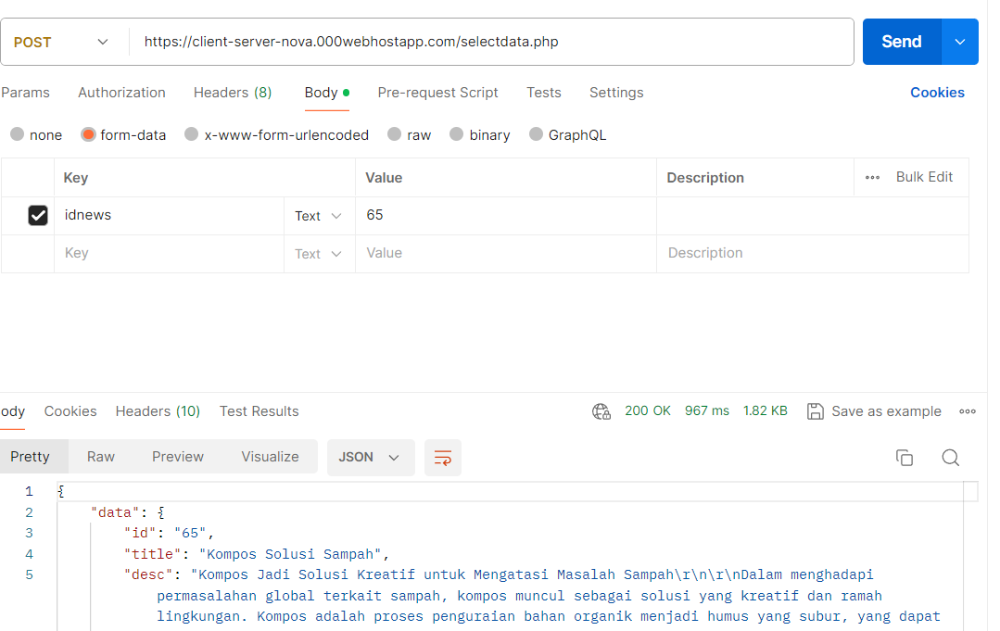 POST https://client-server-nova.000webhostapp.com/selectdata.php Send
Params Authorization Headers (8) Body Pre-request Script Tests Settings Cookies
none form-data x-www-form-urlencoded raw binary GraphQL
Key Value Description Bulk Edit
idnews Text 65
Key Text Value Description
ody Cookies Headers (10) Test Results 200 OK 967 ms 1.82 KB Save as example
Pretty Raw Preview Visualize JSON
1 {
2 "data": {
3 "id": "65",
4 "title": "Kompos Solusi Sampah",
5 "desc": "Kompos Jadi Solusi Kreatif untuk Mengatasi Masalah Sampah\r\n\r\nDalam menghadapi
permasalahan global terkait sampah, kompos muncul sebagai solusi yang kreatif dan ramah
lingkungan. Kompos adalah proses penguraian bahan organik menjadi humus yang subur, yang dapat